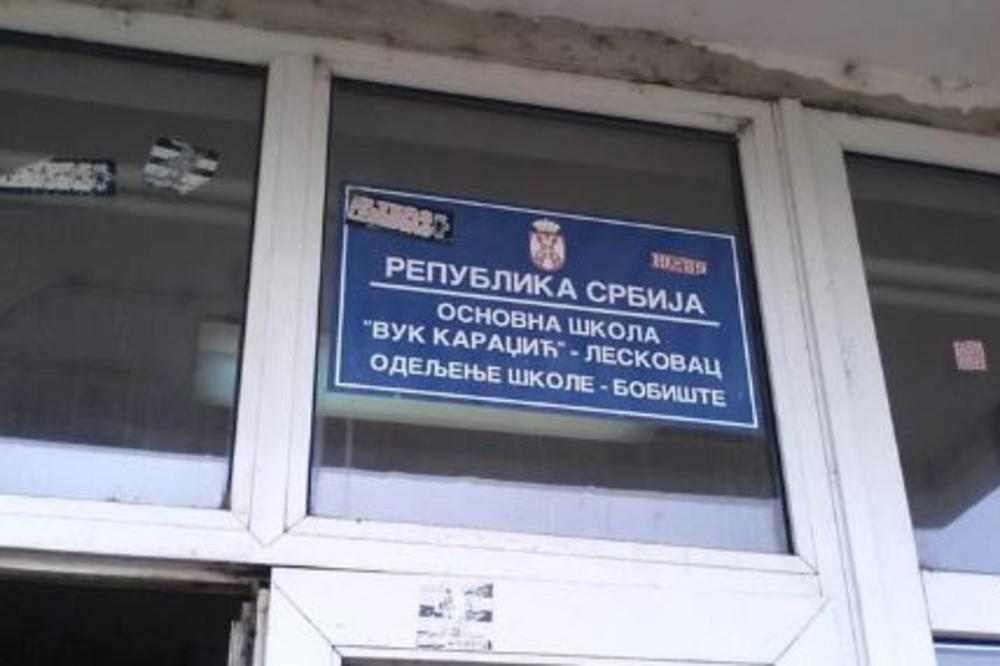 РЕПУБЛИКА СРБИЈА
ОСНОВНА ШКОЛА
"ВУК КАРАЏИЋ" - ЛЕСКОВАЦ
ОДЕЉЕЊЕ ШКОЛЕ - БОБИШТЕ